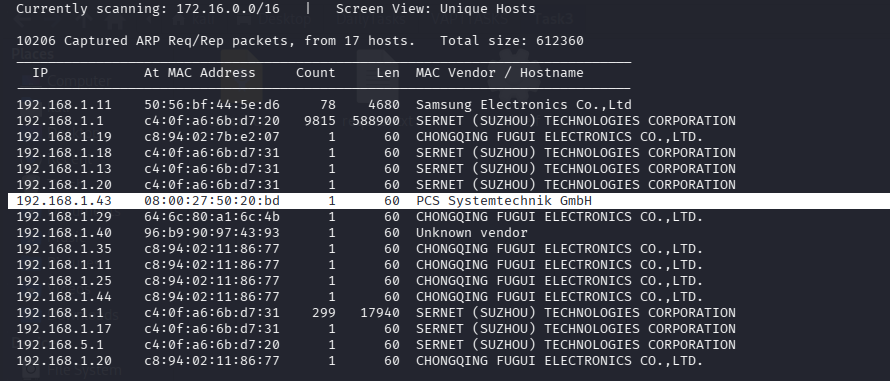 Currently scanning: 172.16.0.0/16   |   Screen View: Unique Hosts
10206 Captured ARP Req/Rep packets, from 17 hosts.   Total size: 612360
IP            At MAC Address     Count     Len  MAC Vendor / Hostname
192.168.1.11    50:56:bf:44:5e:d6     78    4680  Samsung Electronics Co.,Ltd
192.168.1.1     c4:0f:a6:6b:d7:20   9815  588900  SERNET (SUZHOU) TECHNOLOGIES CORPORATION
192.168.1.19    c8:94:02:7b:e2:07      1      60  CHONGQING FUGUI ELECTRONICS CO.,LTD.
192.168.1.18    c4:0f:a6:6b:d7:31      1      60  SERNET (SUZHOU) TECHNOLOGIES CORPORATION
192.168.1.13    c4:0f:a6:6b:d7:31      1      60  SERNET (SUZHOU) TECHNOLOGIES CORPORATION
192.168.1.20    c4:0f:a6:6b:d7:31      1      60  SERNET (SUZHOU) TECHNOLOGIES CORPORATION
192.168.1.43    08:00:27:50:20:bd      1      60  PCS Systemtechnik GmbH
192.168.1.29    64:6c:80:a1:6c:4b      1      60  CHONGQING FUGUI ELECTRONICS CO.,LTD.
192.168.1.40    96:b9:90:97:43:93      1      60  Unknown vendor
192.168.1.35    c8:94:02:11:86:77      1      60  CHONGQING FUGUI ELECTRONICS CO.,LTD.
192.168.1.11    c8:94:02:11:86:77      1      60  CHONGQING FUGUI ELECTRONICS CO.,LTD.
192.168.1.25    c8:94:02:11:86:77      1      60  CHONGQING FUGUI ELECTRONICS CO.,LTD.
192.168.1.44    c8:94:02:11:86:77      1      60  CHONGQING FUGUI ELECTRONICS CO.,LTD.
192.168.1.1     c4:0f:a6:6b:d7:31    299   17940  SERNET (SUZHOU) TECHNOLOGIES CORPORATION
192.168.1.17    c4:0f:a6:6b:d7:31      1      60  SERNET (SUZHOU) TECHNOLOGIES CORPORATION
192.168.5.1     c4:0f:a6:6b:d7:20      1      60  SERNET (SUZHOU) TECHNOLOGIES CORPORATION
192.168.1.20    c8:94:02:11:86:77      1      60  CHONGQING FUGUI ELECTRONICS CO.,LTD.